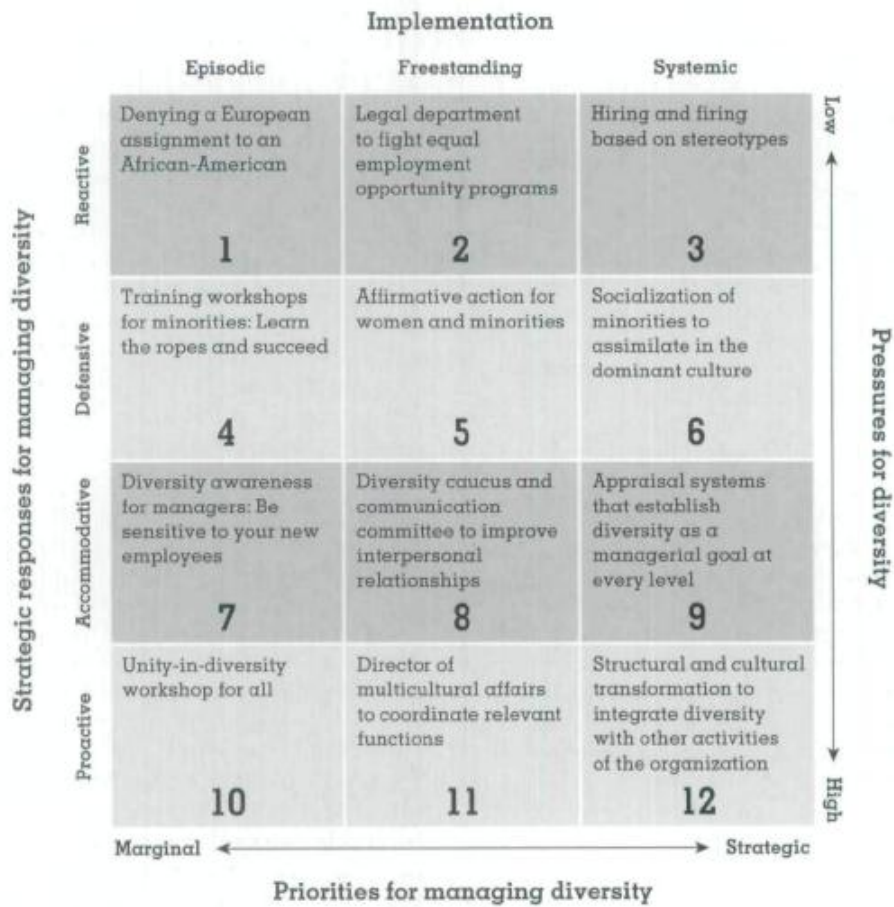 Implementation
Episodic
Freestanding
Systemic
Strategic responses for managing diversity
Reactive
Denying a European
assignment to an
African-American
1
Legal department
to fight equal
employment
opportunity programs
2
Hiring and firing
based on stereotypes
3
Defensive
Training workshops
for minorities: Learn
the ropes and succeed
4
Affirmative action for
women and minorities
5
Socialization of
minorities to
assimilate in the
dominant culture
6
Accommodative
Diversity awareness
for managers: Be
sensitive to your new
employees
7
Diversity caucus and
communication
committee to improve
interpersonal
relationships
8
Appraisal systems
that establish
diversity as a
managerial goal at
every level
9
Proactive
Unity-in-diversity
workshop for all
10
Director of
multicultural affairs
to coordinate relevant
functions
11
Structural and cultural
transformation to
integrate diversity
with other activities
of the organization
12
Low
Pressures for diversity
High
Marginal
Strategic
Priorities for managing diversity